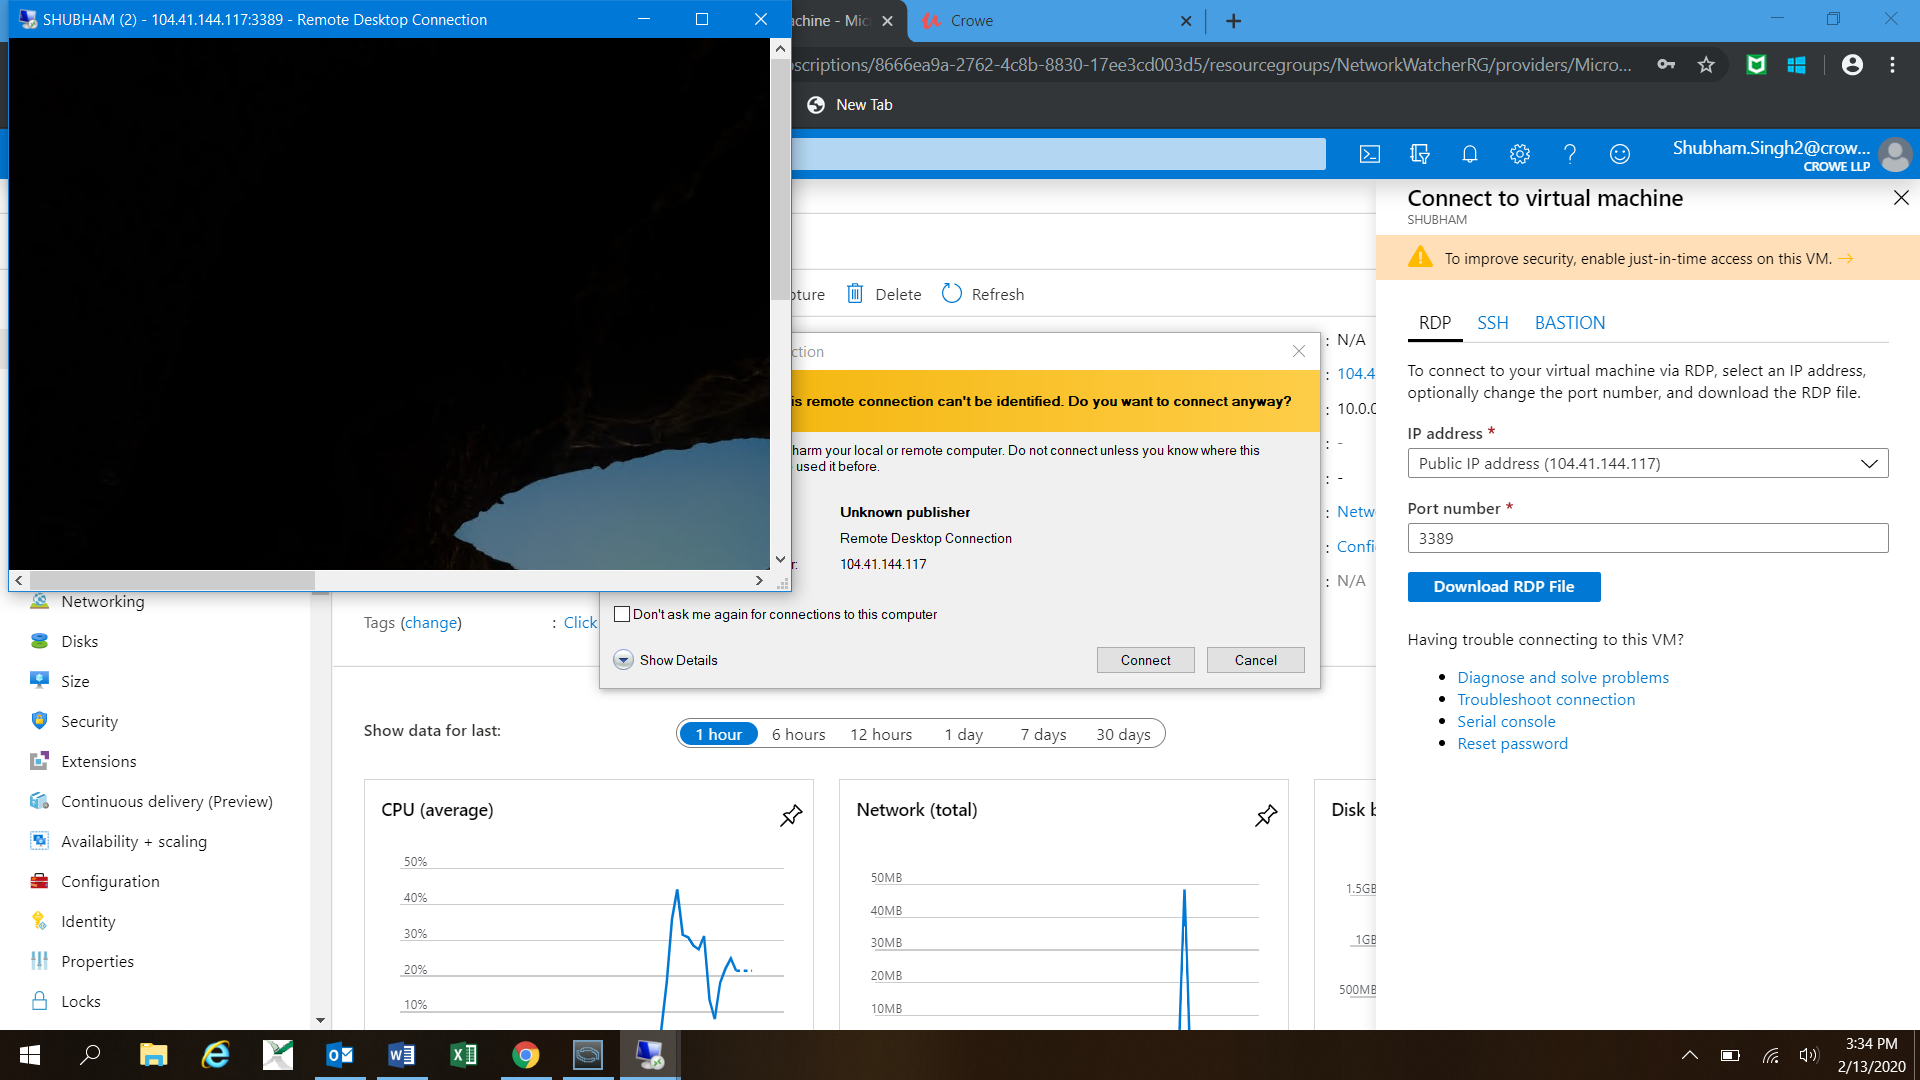 SHUBHAM (2) - 104.41.144.117:3389 - Remote Desktop Connection
achine - Mic
Crowe
bscriptions/8666ea9a-2762-4c8b-8830-17ee3cd003d5/resourcegroups/NetworkWatcherRG/providers/Micro...
New Tab
Shubham.Singh2@crow...
CROWE LLP
Connect to virtual machine
SHUBHAM
To improve security, enable just-in-time access on this VM. →
pture
Delete
Refresh
RDP
SSH
BASTION
To connect to your virtual machine via RDP, select an IP address,
optionally change the port number, and download the RDP file.
IP address *
Public IP address (104.41.144.117)
Port number *
3389
Download RDP File
Having trouble connecting to this VM?
Diagnose and solve problems
Troubleshoot connection
Serial console
Reset password
: N/A
: 104.4
: 10.0.0
: -
: -
: Netw
: Confi
: N/A
ction
is remote connection can't be identified. Do you want to connect anyway?
harm your local or remote computer. Do not connect unless you know where this
used it before.
Unknown publisher
Remote Desktop Connection
r: 104.41.144.117
Don't ask me again for connections to this computer
Show Details
Connect
Cancel
Networking
Disks
Size
Security
Extensions
Continuous delivery (Preview)
Availability + scaling
Configuration
Identity
Properties
Locks
Tags (change) : Click
Show data for last:
1 hour
6 hours
12 hours
1 day
7 days
30 days
CPU (average)
50%
40%
30%
20%
10%
Network (total)
50MB
40MB
30MB
20MB
10MB
Disk b
1.5GB
1GB
500MB
3:34 PM
2/13/2020